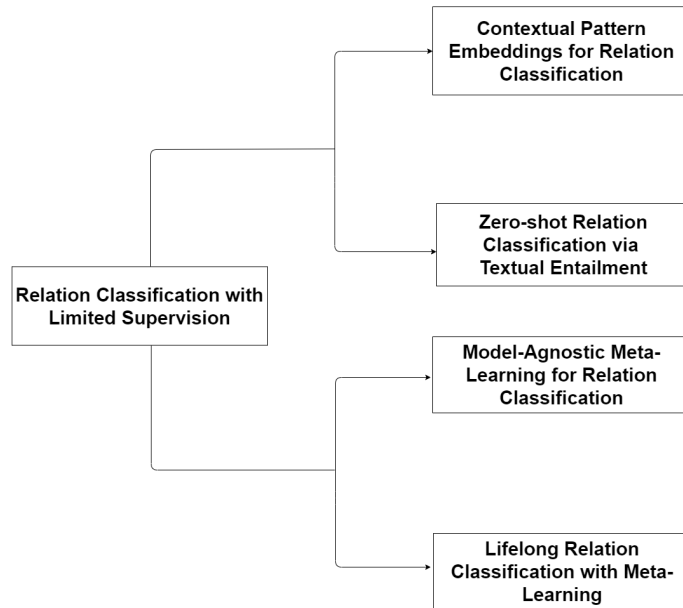 Contextual Pattern
Embeddings for Relation
Classification
Zero-shot Relation
Classification via
Textual Entailment
Relation Classification with
Limited Supervision
Model-Agnostic Meta-
Learning for Relation
Classification
Lifelong Relation
Classification with Meta-
Learning